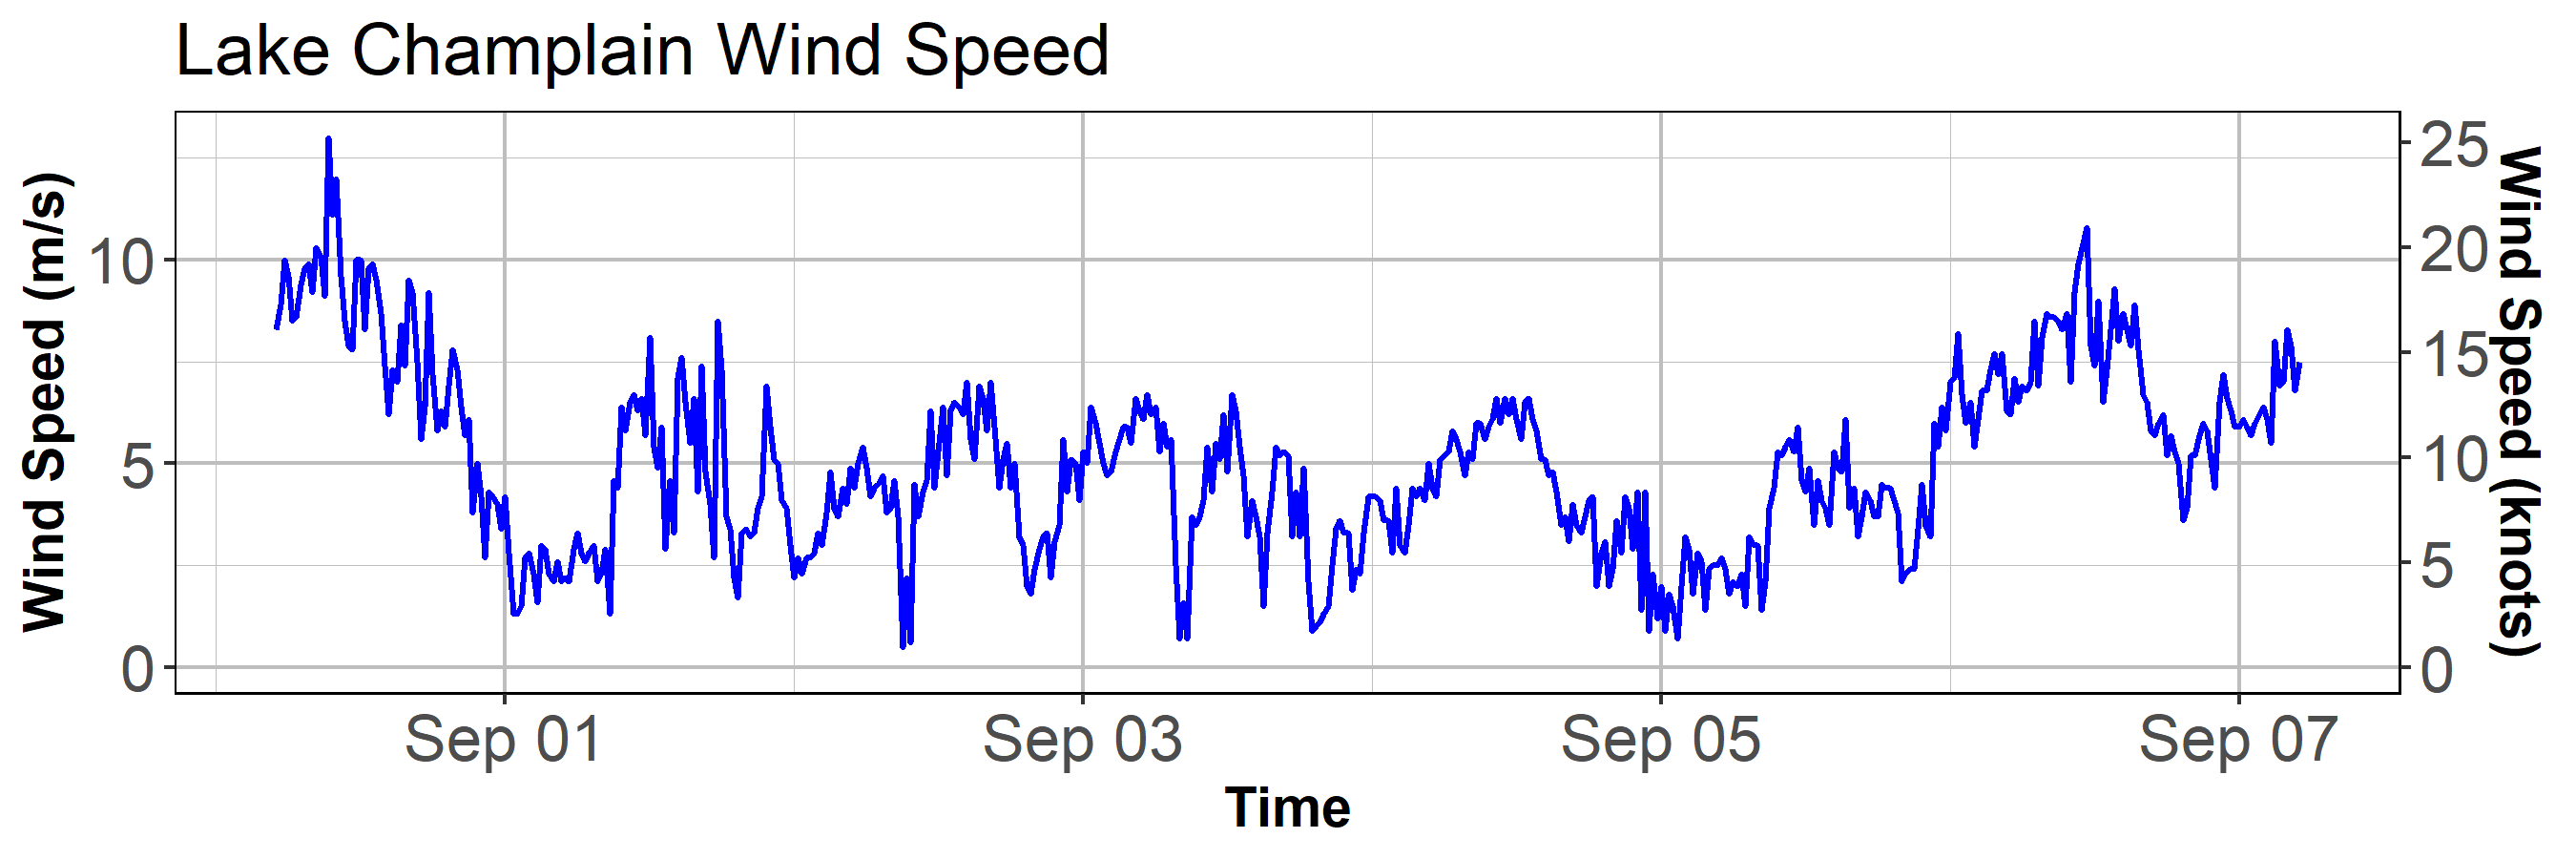 Lake Champlain Wind Speed
Wind Speed (m/s)
10
5
0
25
20
15
10
5
0
Wind Speed (knots)
Sep 01
Sep 03
Sep 05
Sep 07
Time